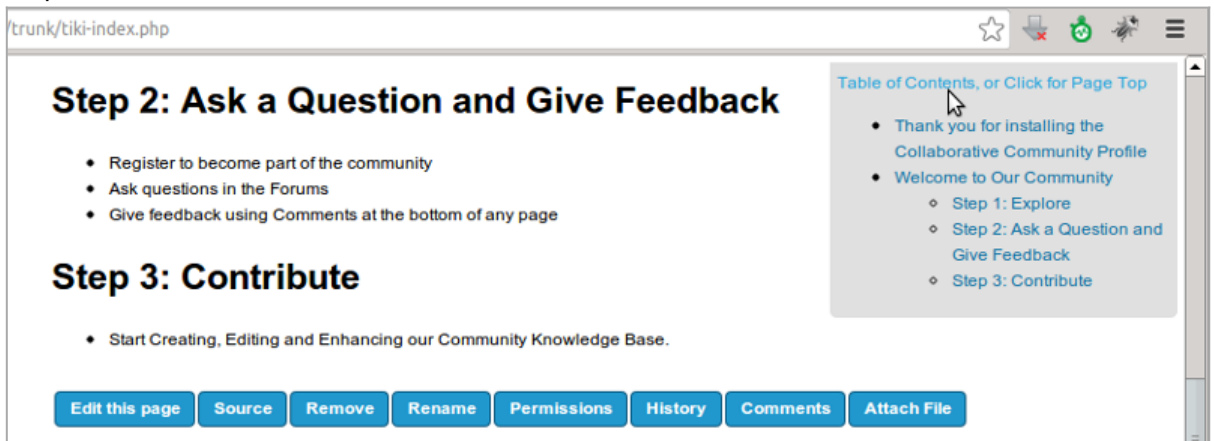 /trunk/tiki-index.php
Step 2: Ask a Question and Give Feedback
Register to become part of the community
Ask questions in the Forums
Give feedback using Comments at the bottom of any page
Step 3: Contribute
Start Creating, Editing and Enhancing our Community Knowledge Base.
Edit this page
Source
Remove
Rename
Permissions
History
Comments
Attach File
Table of Contents, or Click for Page Top
Thank you for installing the
Collaborative Community Profile
Welcome to Our Community
Step 1: Explore
Step 2: Ask a Question and
Give Feedback
Step 3: Contribute